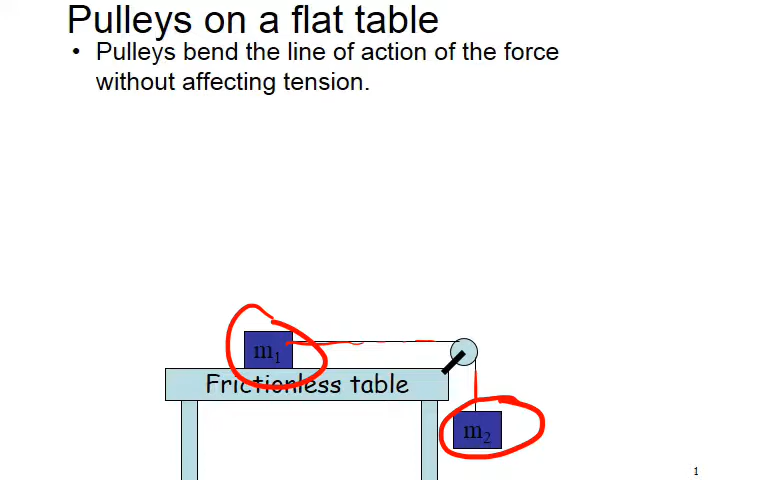 Pulleys on a flat table
• Pulleys bend the line of action of the force
without affecting tension.
m₁
Frictionless table
m₂
1